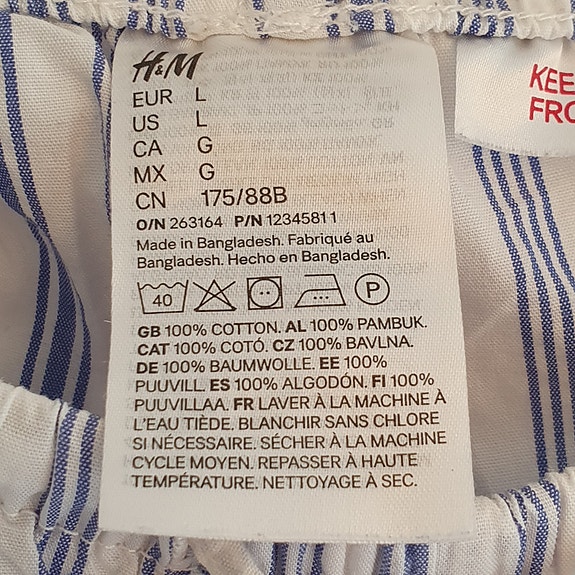 H&M
EUR L
US L
CA G
MX G
CN 175/88B
O/N 263164 P/N 1234581 1
Made in Bangladesh. Fabriqué au
Bangladesh. Hecho en Bangladesh.
40 P
GB 100% COTTON. AL 100% PAMBUK.
CAT 100% COTÓ. CZ 100% BAVLNA.
DE 100% BAUMWOLLE. EE 100%
PUUVILL. ES 100% ALGODÓN. FI 100%
PUUVILLAA. FR LAVER À LA MACHINE À
L'EAU TIÈDE. BLANCHIR SANS CHLORE
SI NÉCESSAIRE. SÉCHER À LA MACHINE
CYCLE MOYEN. REPASSER À HAUTE
TEMPÉRATURE. NETTOYAGE À SEC.
KEE
FRO